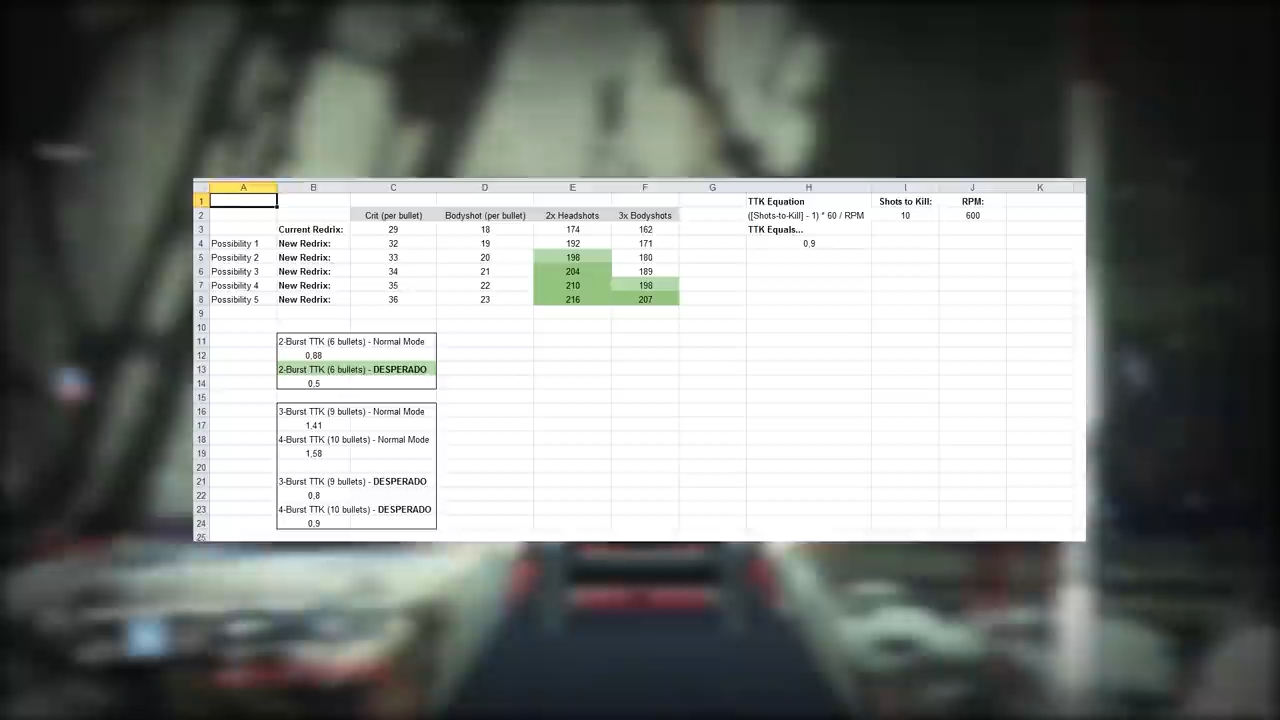 A B C D E F G H I J K
1 TTK Equation Shots to Kill: RPM:
2 Crit (per bullet) Bodyshot (per bullet) 2x Headshots 3x Bodyshots ([Shots-to-Kill] - 1) * 60 / RPM 10 600
3 Current Redrix: 29 18 174 162 TTK Equals...
4 Possibility 1 New Redrix: 32 19 192 171 0,9
5 Possibility 2 New Redrix: 33 20 198 180
6 Possibility 3 New Redrix: 34 21 204 189
7 Possibility 4 New Redrix: 35 22 210 198
8 Possibility 5 New Redrix: 36 23 216 207
9
10
11 2-Burst TTK (6 bullets) - Normal Mode
12 0,88
13 2-Burst TTK (6 bullets) - DESPERADO
14 0.5
15
16 3-Burst TTK (9 bullets) - Normal Mode
17 1,41
18 4-Burst TTK (10 bullets) - Normal Mode
19 1,58
20
21 3-Burst TTK (9 bullets) - DESPERADO
22 0,8
23 4-Burst TTK (10 bullets) - DESPERADO
24 0.9
25